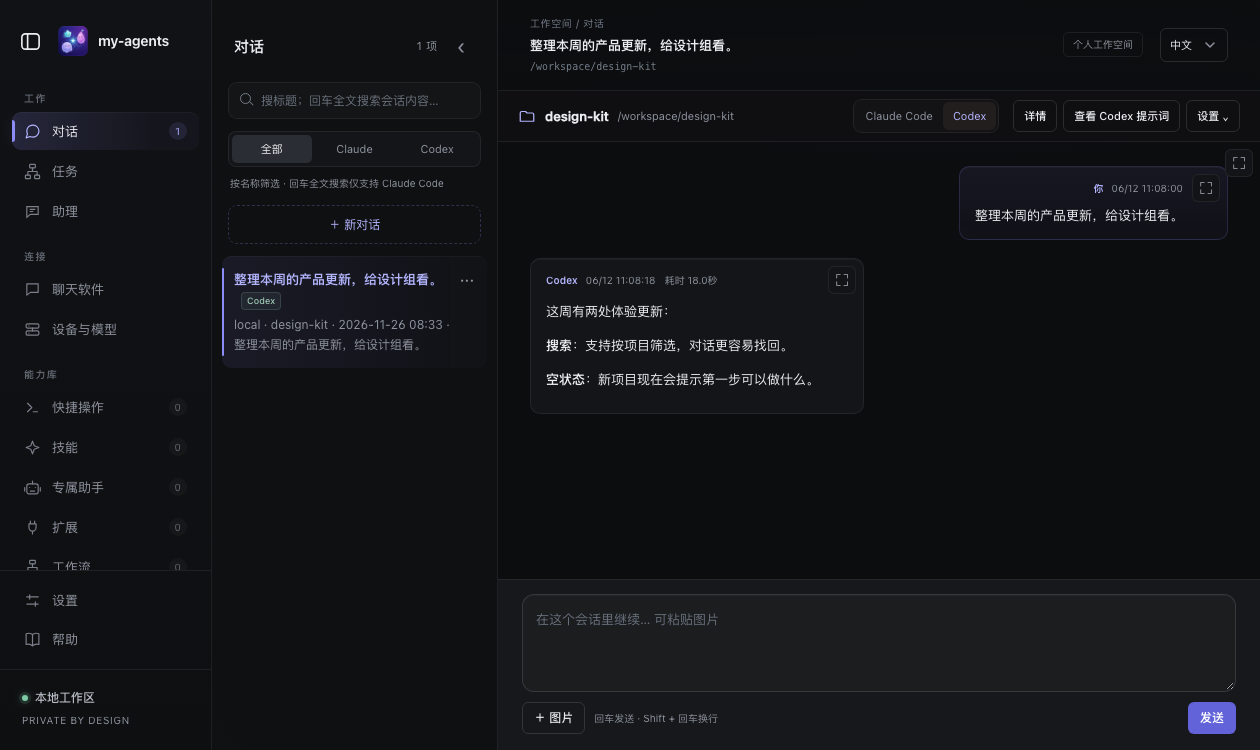 my-agents
工作
对话 1
任务
助理
连接
聊天软件
设备与模型
能力库
快捷操作 0
技能 0
专属助手 0
扩展 0
工作流 0
设置
帮助
本地工作区
PRIVATE BY DESIGN
对话 1 项
搜标题；回车全文搜索会话内容...
全部 Claude Codex
按名称筛选 · 回车全文搜索仅支持 Claude Code
+ 新对话
整理本周的产品更新，给设计组看。 ...
Codex
local · design-kit · 2026-11-26 08:33 ·
整理本周的产品更新，给设计组看。
工作空间 / 对话
整理本周的产品更新，给设计组看。
/workspace/design-kit
个人工作空间 中文
design-kit /workspace/design-kit Claude Code Codex 详情 查看 Codex 提示词 设置
你 06/12 11:08:00
整理本周的产品更新，给设计组看。
Codex 06/12 11:08:18 耗时 18.0秒
这周有两处体验更新：
搜索：支持按项目筛选，对话更容易找回。
空状态：新项目现在会提示第一步可以做什么。
在这个会话里继续... 可粘贴图片
+ 图片 回车发送 · Shift + 回车换行 发送